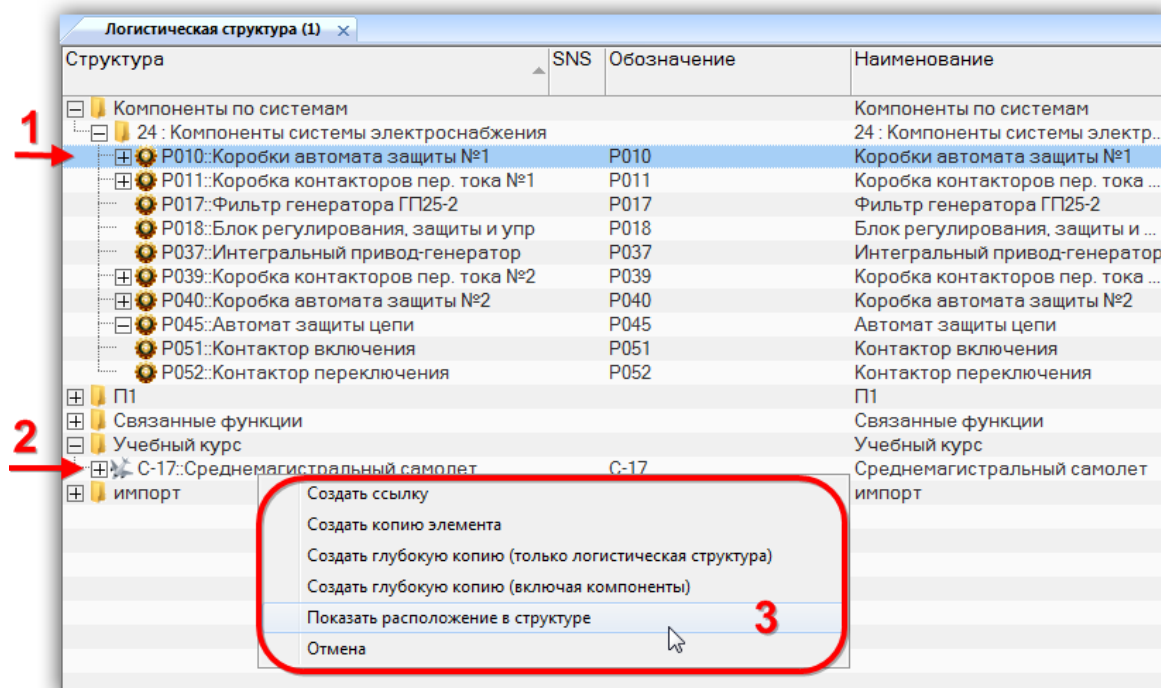 Логистическая структура (1)
Структура SNS Обозначение Наименование
Компоненты по системам Компоненты по системам
1
24 : Компоненты системы электроснабжения 24 : Компоненты системы электр...
P010::Коробки автомата защиты №1 P010 Коробки автомата защиты №1
P011::Коробка контакторов пер. тока №1 P011 Коробка контакторов пер. тока ...
P017::Фильтр генератора ГП25-2 P017 Фильтр генератора ГП25-2
P018::Блок регулирования, защиты и упр P018 Блок регулирования, защиты и ...
P037::Интегральный привод-генератор P037 Интегральный привод-генератор
P039::Коробка контакторов пер. тока №2 P039 Коробка контакторов пер. тока ...
P040::Коробка автомата защиты №2 P040 Коробка автомата защиты №2
P045::Автомат защиты цепи P045 Автомат защиты цепи
P051::Контактор включения P051 Контактор включения
P052::Контактор переключения P052 Контактор переключения
П1 П1
Связанные функции Связанные функции
2
Учебный курс Учебный курс
С-17::Среднемагистральный самолет С-17 Среднемагистральный самолет
импорт импорт
Создать ссылку
Создать копию элемента
Создать глубокую копию (только логистическая структура)
Создать глубокую копию (включая компоненты)
Показать расположение в структуре
3
Отмена